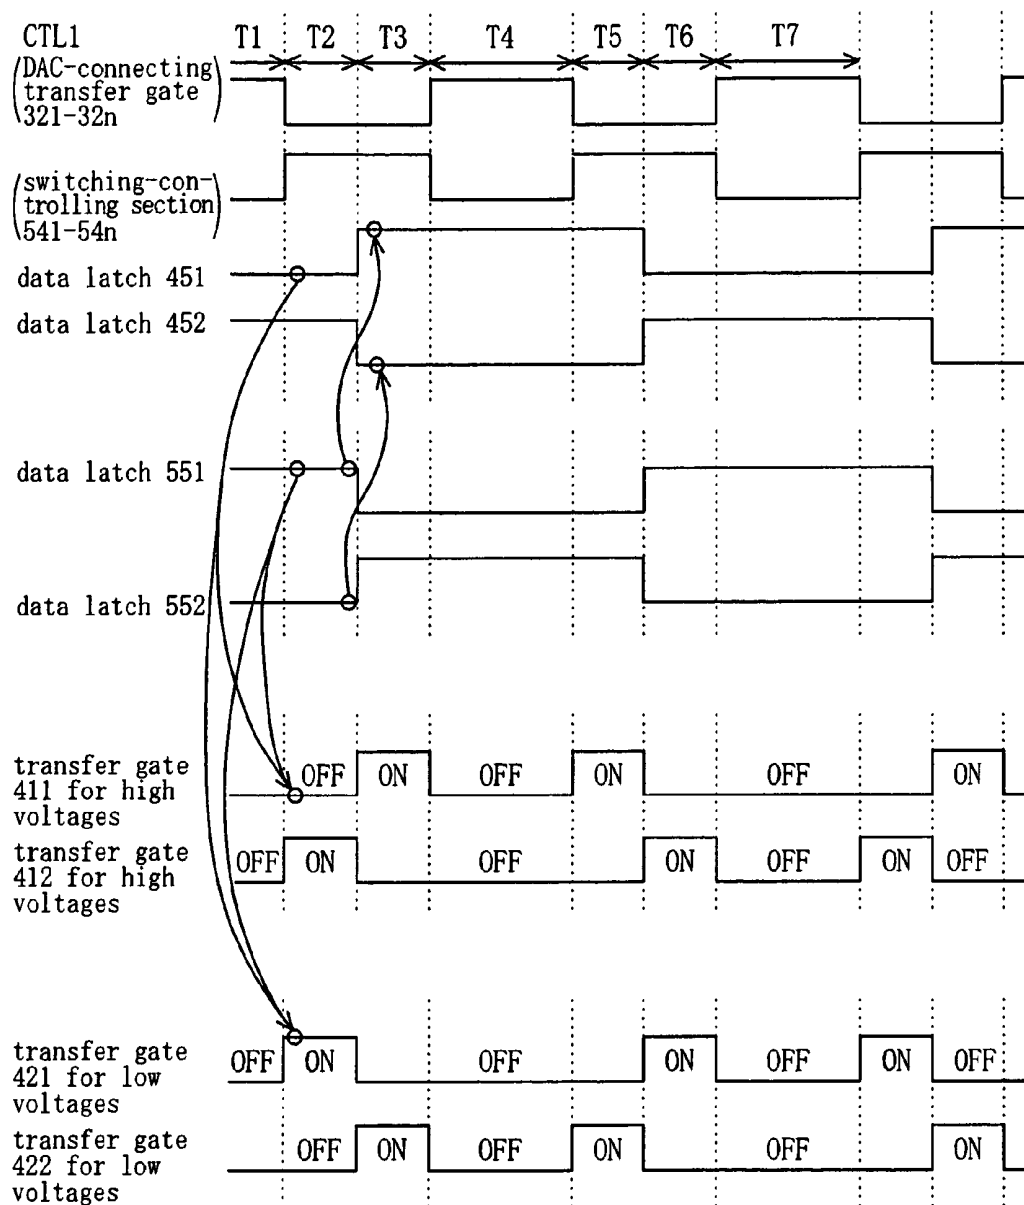 CTL1 T1 T2 T3 T4 T5 T6 T7
(DAC-connecting
transfer gate
321-32n)
(switching-con-
trolling section
541-54n)
data latch 451
data latch 452
data latch 551
data latch 552
transfer gate
411 for high
voltages
OFF ON OFF ON OFF ON
transfer gate
412 for high
voltages
OFF ON OFF ON OFF ON OFF
transfer gate
421 for low
voltages
OFF ON OFF ON OFF ON OFF
transfer gate
422 for low
voltages
OFF ON OFF ON OFF ON